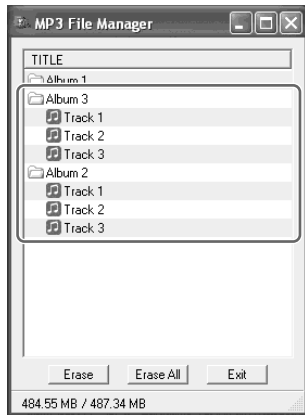 MP3 File Manager
TITLE
Album 1
Album 3
Track 1
Track 2
Track 3
Album 2
Track 1
Track 2
Track 3
Erase Erase All Exit
484.55 MB / 487.34 MB